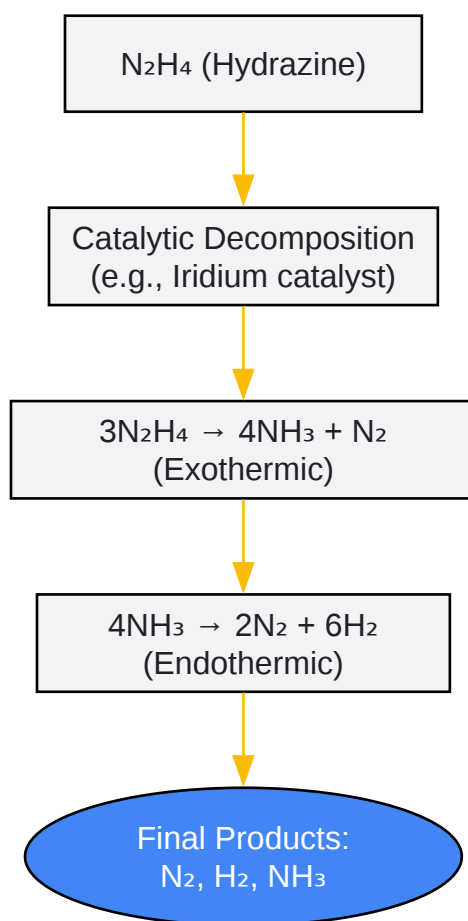 N₂H₄ (Hydrazine)
Catalytic Decomposition
(e.g., Iridium catalyst)
3N₂H₄ → 4NH₃ + N₂
(Exothermic)
4NH₃ → 2N₂ + 6H₂
(Endothermic)
Final Products:
N₂, H₂, NH₃